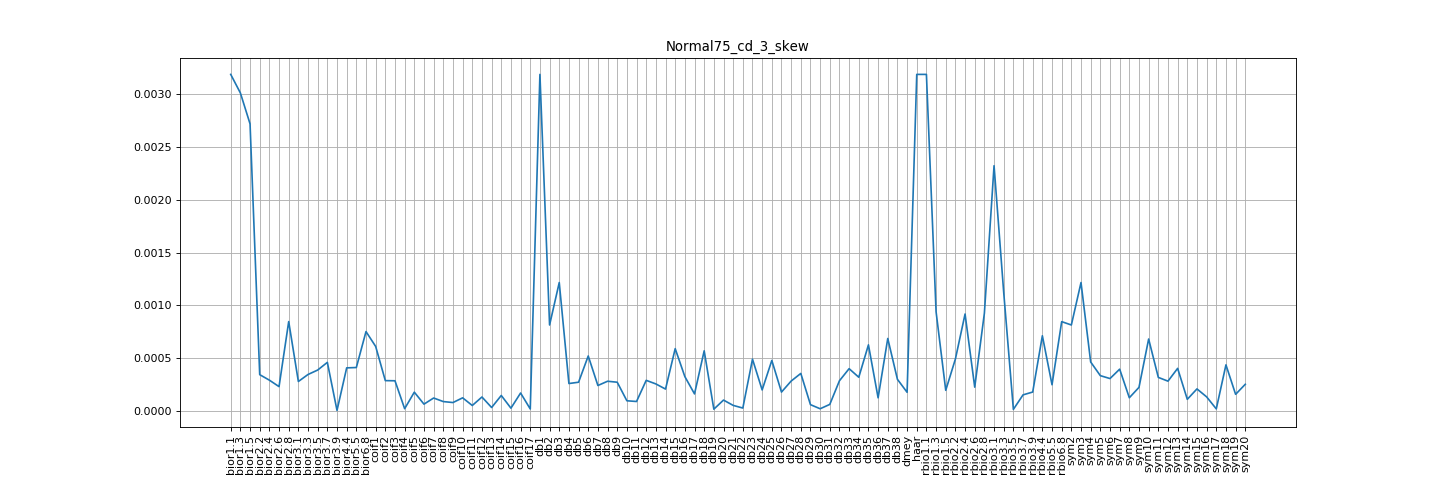 Normal75_cd_3_skew
0.0030
0.0025
0.0020
0.0015
0.0010
0.0005
0.0000
bior1.1
bior1.3
bior1.5
bior2.2
bior2.4
bior2.6
bior2.8
bior3.1
bior3.3
bior3.5
bior3.7
bior3.9
bior4.4
bior5.5
bior6.8
coif1
coif2
coif3
coif4
coif5
coif6
coif7
coif8
coif9
coif10
coif11
coif12
coif13
coif14
coif15
coif16
coif17
db1
db2
db3
db4
db5
db6
db7
db8
db9
db10
db11
db12
db13
db14
db15
db16
db17
db18
db19
db20
db21
db22
db23
db24
db25
db26
db27
db28
db29
db30
db31
db32
db33
db34
db35
db36
db37
db38
dmey
haar
rbio1.1
rbio1.3
rbio1.5
rbio2.2
rbio2.4
rbio2.6
rbio2.8
rbio3.1
rbio3.3
rbio3.5
rbio3.7
rbio3.9
rbio4.4
rbio5.5
rbio6.8
sym2
sym3
sym4
sym5
sym6
sym7
sym8
sym9
sym10
sym11
sym12
sym13
sym14
sym15
sym16
sym17
sym18
sym19
sym20